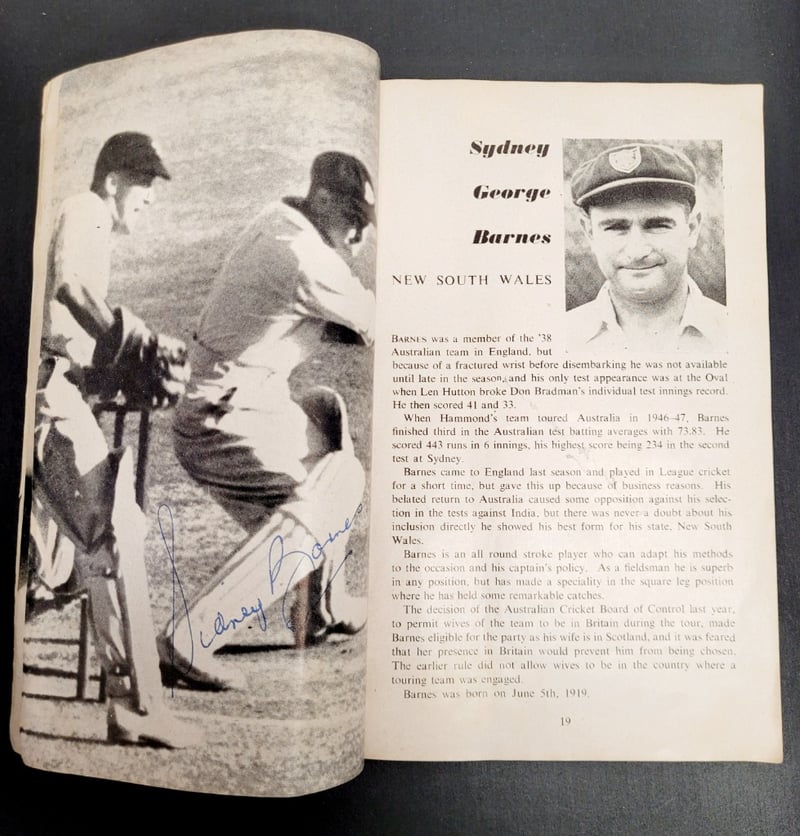 Sidney Barnes
Sydney
George
Barnes
NEW SOUTH WALES
BARNES was a member of the '38
Australian team in England, but
because of a fractured wrist before disembarking he was not available
until late in the season, and his only test appearance was at the Oval
when Len Hutton broke Don Bradman's individual test innings record.
He then scored 41 and 33.
When Hammond's team toured Australia in 1946-47, Barnes
finished third in the Australian test batting averages with 73.83. He
scored 443 runs in 6 innings, his highest score being 234 in the second
test at Sydney.
Barnes came to England last season and played in League cricket
for a short time, but gave this up because of business reasons. His
belated return to Australia caused some opposition against his selec-
tion in the tests against India, but there was never a doubt about his
inclusion directly he showed his best form for his state, New South
Wales.
Barnes is an all round stroke player who can adapt his methods
to the occasion and his captain's policy. As a fieldsman he is superb
in any position, but has made a speciality in the square leg position
where he has held some remarkable catches.
The decision of the Australian Cricket Board of Control last year,
to permit wives of the team to be in Britain during the tour, made
Barnes eligible for the party as his wife is in Scotland, and it was feared
that her presence in Britain would prevent him from being chosen.
The earlier rule did not allow wives to be in the country where a
touring team was engaged.
Barnes was born on June 5th, 1919.
19